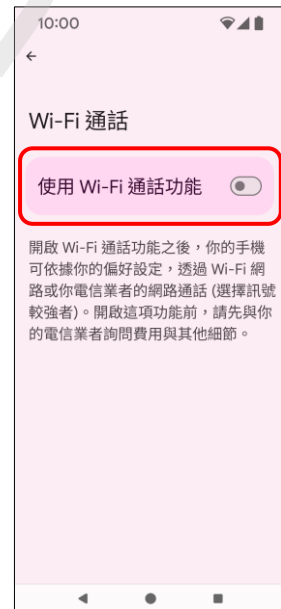 10:00
Wi-Fi 通話
使用 Wi-Fi 通話功能
開啟 Wi-Fi 通話功能之後，你的手機
可依據你的偏好設定，透過 Wi-Fi 網
路或你電信業者的網路通話 (選擇訊號
較強者)。開啟這項功能前，請先與你
的電信業者詢問費用與其他細節。